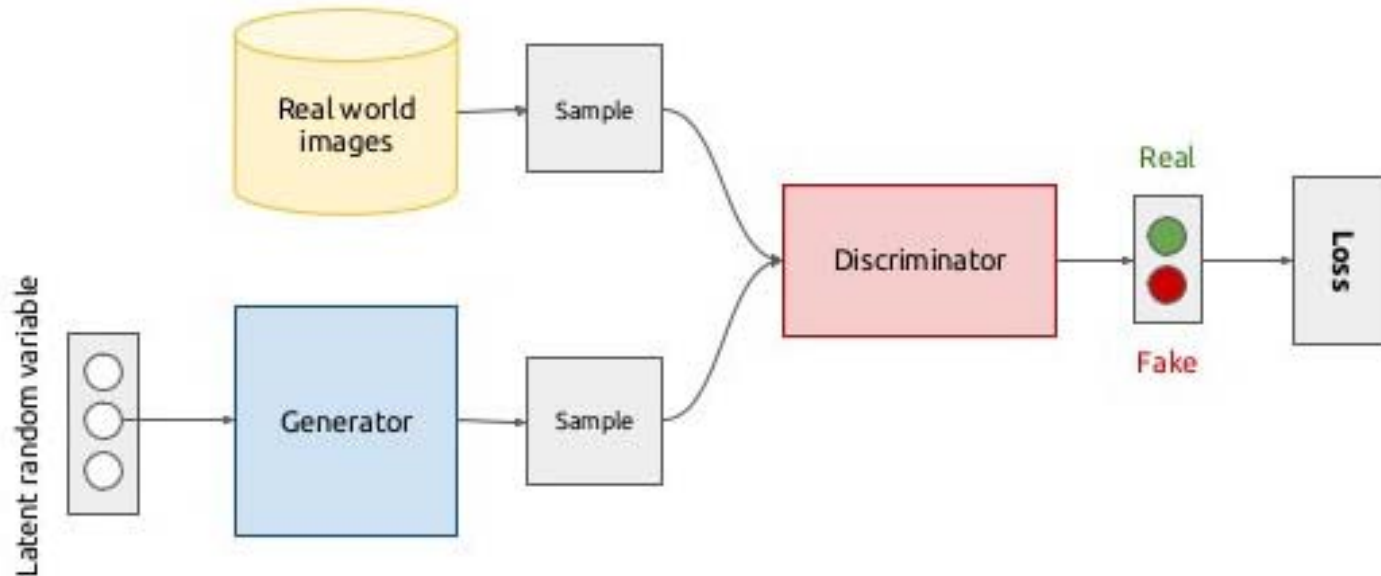 Real world
images
Sample
Real
Discriminator
Loss
Fake
Latent random variable
Generator
Sample